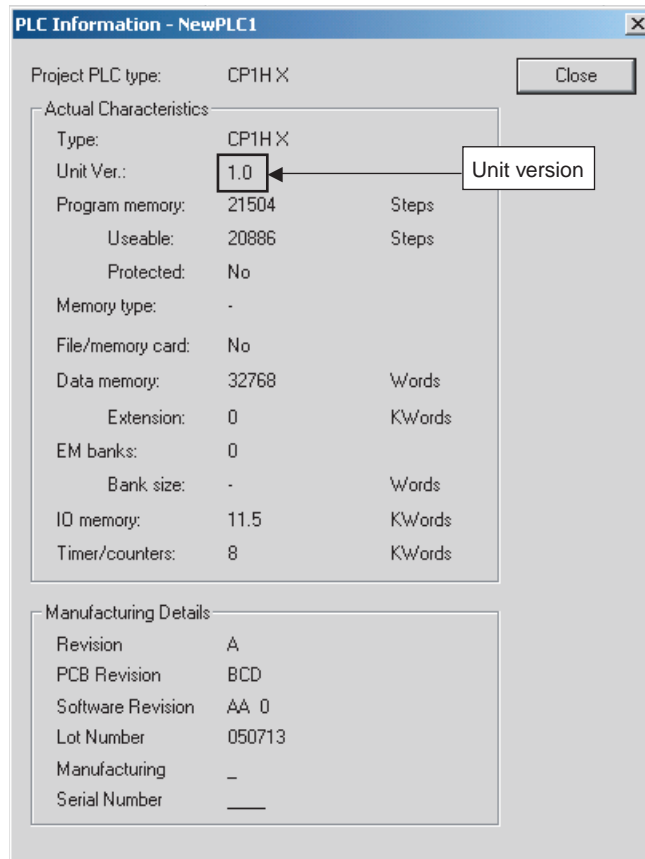 PLC Information - NewPLC1
Project PLC type: CP1H X Close
Actual Characteristics
Type: CP1H X
Unit Ver.: 1.0 Unit version
Program memory: 21504 Steps
Useable: 20886 Steps
Protected: No
Memory type: -
File/memory card: No
Data memory: 32768 Words
Extension: 0 KWords
EM banks: 0
Bank size: - Words
IO memory: 11.5 KWords
Timer/counters: 8 KWords
Manufacturing Details
Revision A
PCB Revision BCD
Software Revision AA 0
Lot Number 050713
Manufacturing _
Serial Number ____